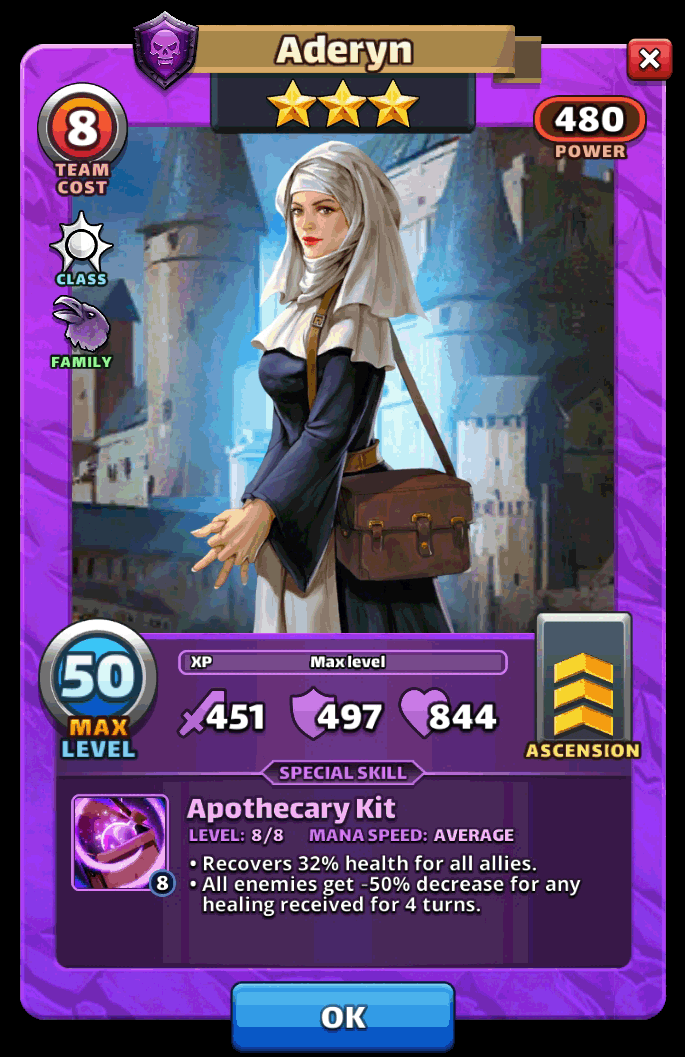 Aderyn
8
TEAM
COST
480
POWER
CLASS
FAMILY
50
MAX
LEVEL
XP Max level
451 497 844
ASCENSION
SPECIAL SKILL
Apothecary Kit
LEVEL: 8/8 MANA SPEED: AVERAGE
8
• Recovers 32% health for all allies.
• All enemies get -50% decrease for any
healing received for 4 turns.
OK